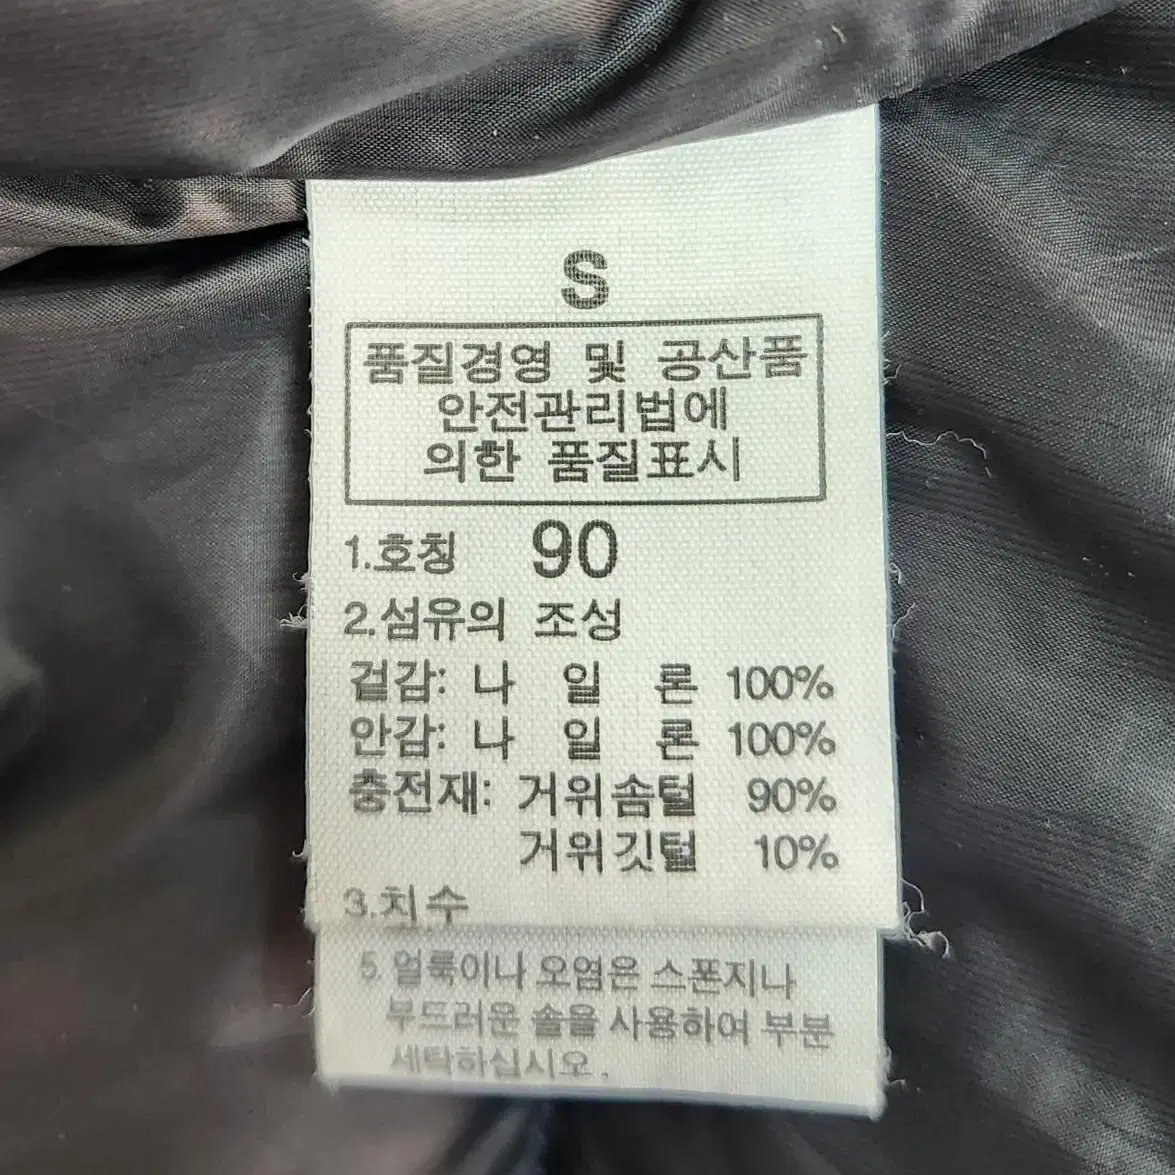 S
품질경영 및 공산품
안전관리법에
의한 품질표시
1.호칭 90
2.섬유의 조성
겉감: 나 일 론 100%
안감: 나 일 론 100%
충전재: 거위솜털 90%
거위깃털 10%
3.치수
5. 얼룩이나 오염은 스폰지나
부드러운 솔을 사용하여 부분
세탁하십시오.